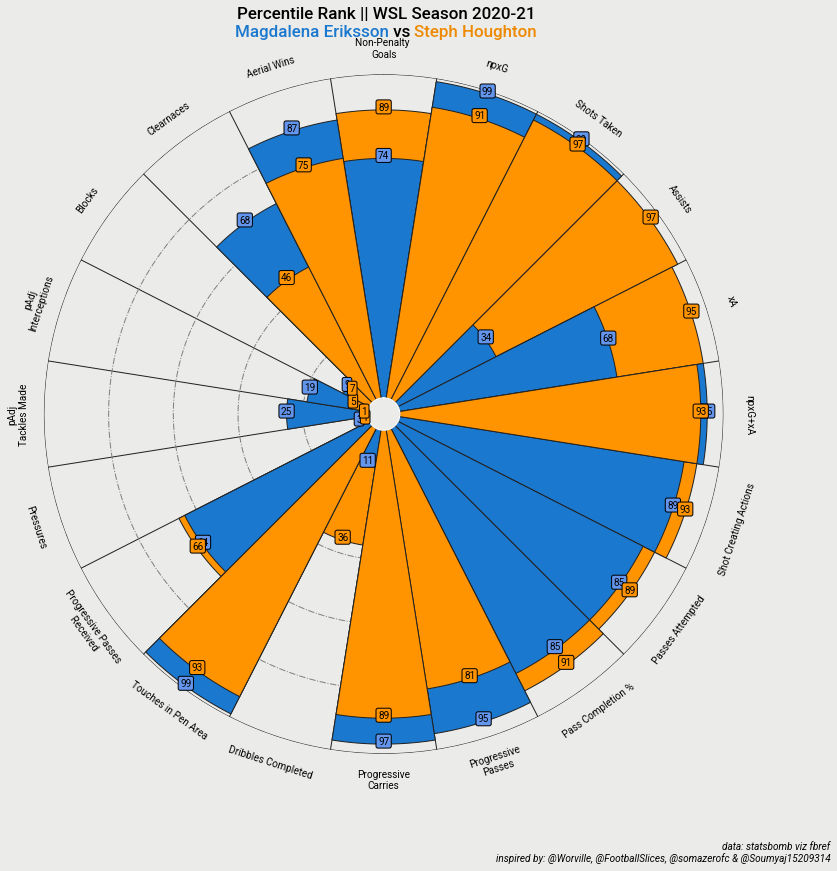 Percentile Rank || WSL Season 2020-21
Magdalena Eriksson vs Steph Houghton
Non-Penalty
Goals
npxG
Shots Taken
Assists
xA
npxG+xA
Shot Creating Actions
Passes Attempted
Pass Completion %
Progressive
Passes
Progressive
Carries
Dribbles Completed
Touches in Pen Area
Progressive Passes
Received
Pressures
pAdj
Tackles Made
pAdj
Interceptions
Blocks
Clearnaces
Aerial Wins
89
74
99
91
97
97
34
95
68
93
89
93
85
89
85
91
95
81
89
97
36
11
93
99
66
1
25
5
19
7
68
46
87
75
data: statsbomb viz fbref
inspired by: @Worville, @FootballSlices, @somazerofc & @Soumyaj15209314